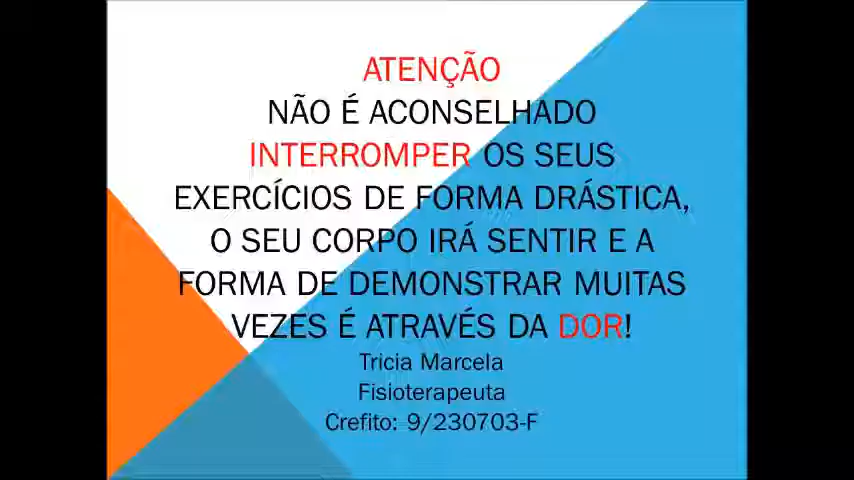 ATENÇÃO
NÃO É ACONSELHADO
INTERROMPER OS SEUS
EXERCÍCIOS DE FORMA DRÁSTICA,
O SEU CORPO IRÁ SENTIR E A
FORMA DE DEMONSTRAR MUITAS
VEZES É ATRAVÉS DA DOR!
Tricia Marcela
Fisioterapeuta
Crefito: 9/230703-F